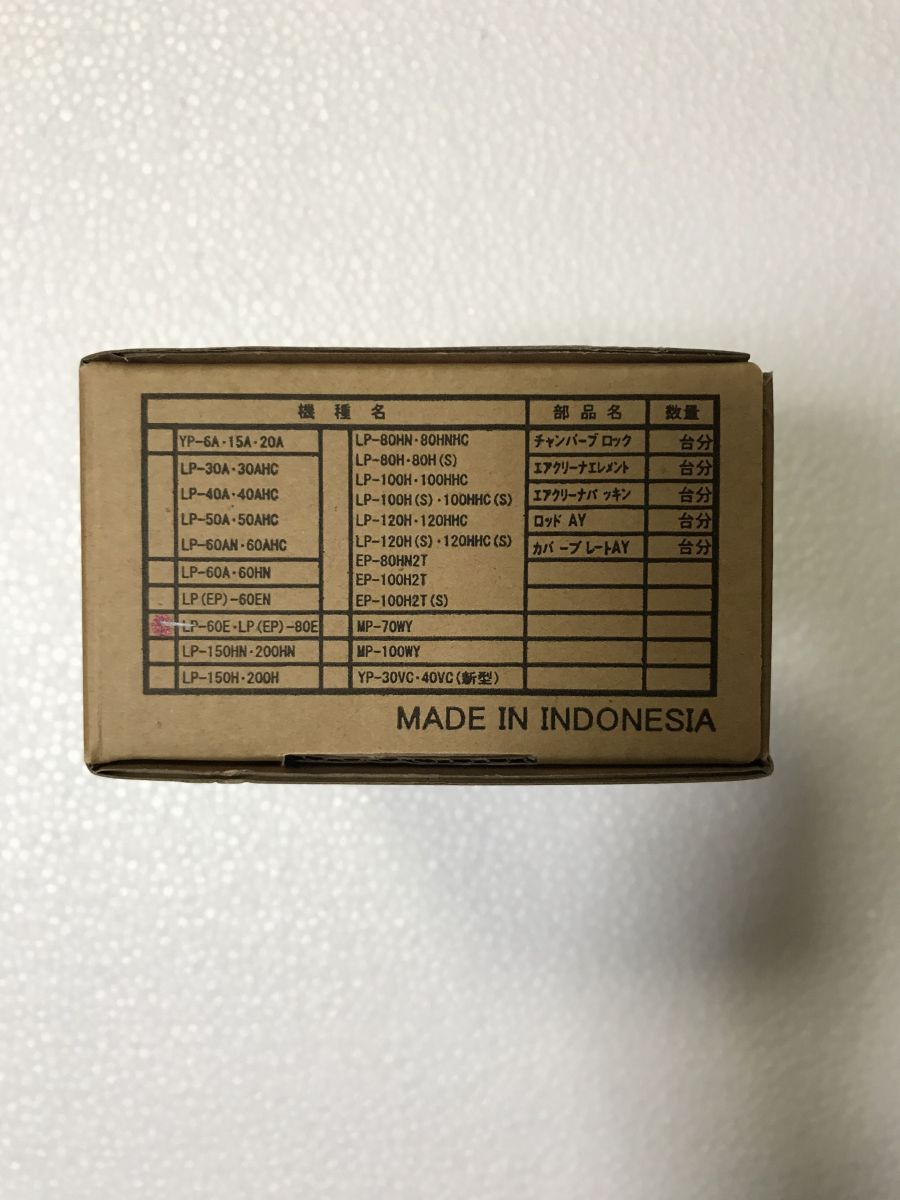 機種名 部品名 数量
YP-6A・15A・20A
LP-30A・30AHC
LP-40A・40AHC
LP-50A・50AHC
LP-60AN・60AHC
LP-60A・60HN
LP(EP)-60EN
LP-60E・LP(EP)-80E
LP-150HN・200HN
LP-150H・200H
LP-80HN・80HNHC
LP-80H・80H(S)
LP-100H・100HHC
LP-100H(S)・100HHC(S)
LP-120H・120HHC
LP-120H(S)・120HHC(S)
EP-80HN2T
EP-100H2T
EP-100H2T(S)
MP-70WY
MP-100WY
YP-30VC・40VC(新型)
チャンバーブロック 台分
エアクリーナエレメント 台分
エアクリーナパッキン 台分
ロッド AY 台分
カバープレートAY 台分
MADE IN INDONESIA